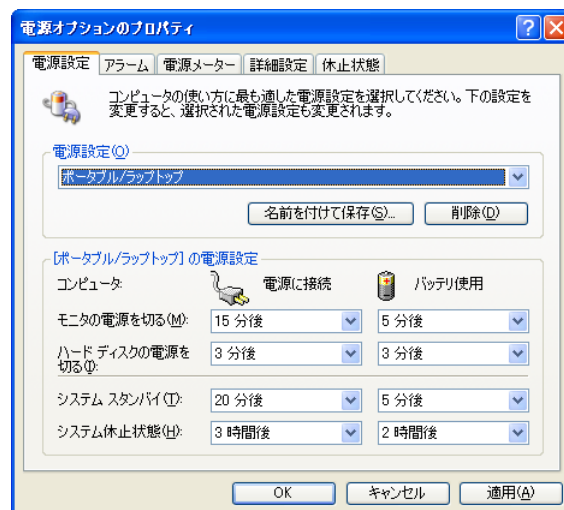 電源オプションのプロパティ
電源設定 アラーム 電源メーター 詳細設定 休止状態
コンピュータの使い方に最も適した電源設定を選択してください。下の設定を
変更すると、選択された電源設定も変更されます。
電源設定(O)
ポータブル/ラップトップ
名前を付けて保存(S)... 削除(D)
[ポータブル/ラップトップ] の電源設定
コンピュータ: 電源に接続 バッテリ使用
モニタの電源を切る(M): 15 分後 5 分後
ハード ディスクの電源を
切る(I): 3 分後 3 分後
システム スタンバイ(T): 20 分後 5 分後
システム休止状態(H): 3 時間後 2 時間後
OK キャンセル 適用(A)